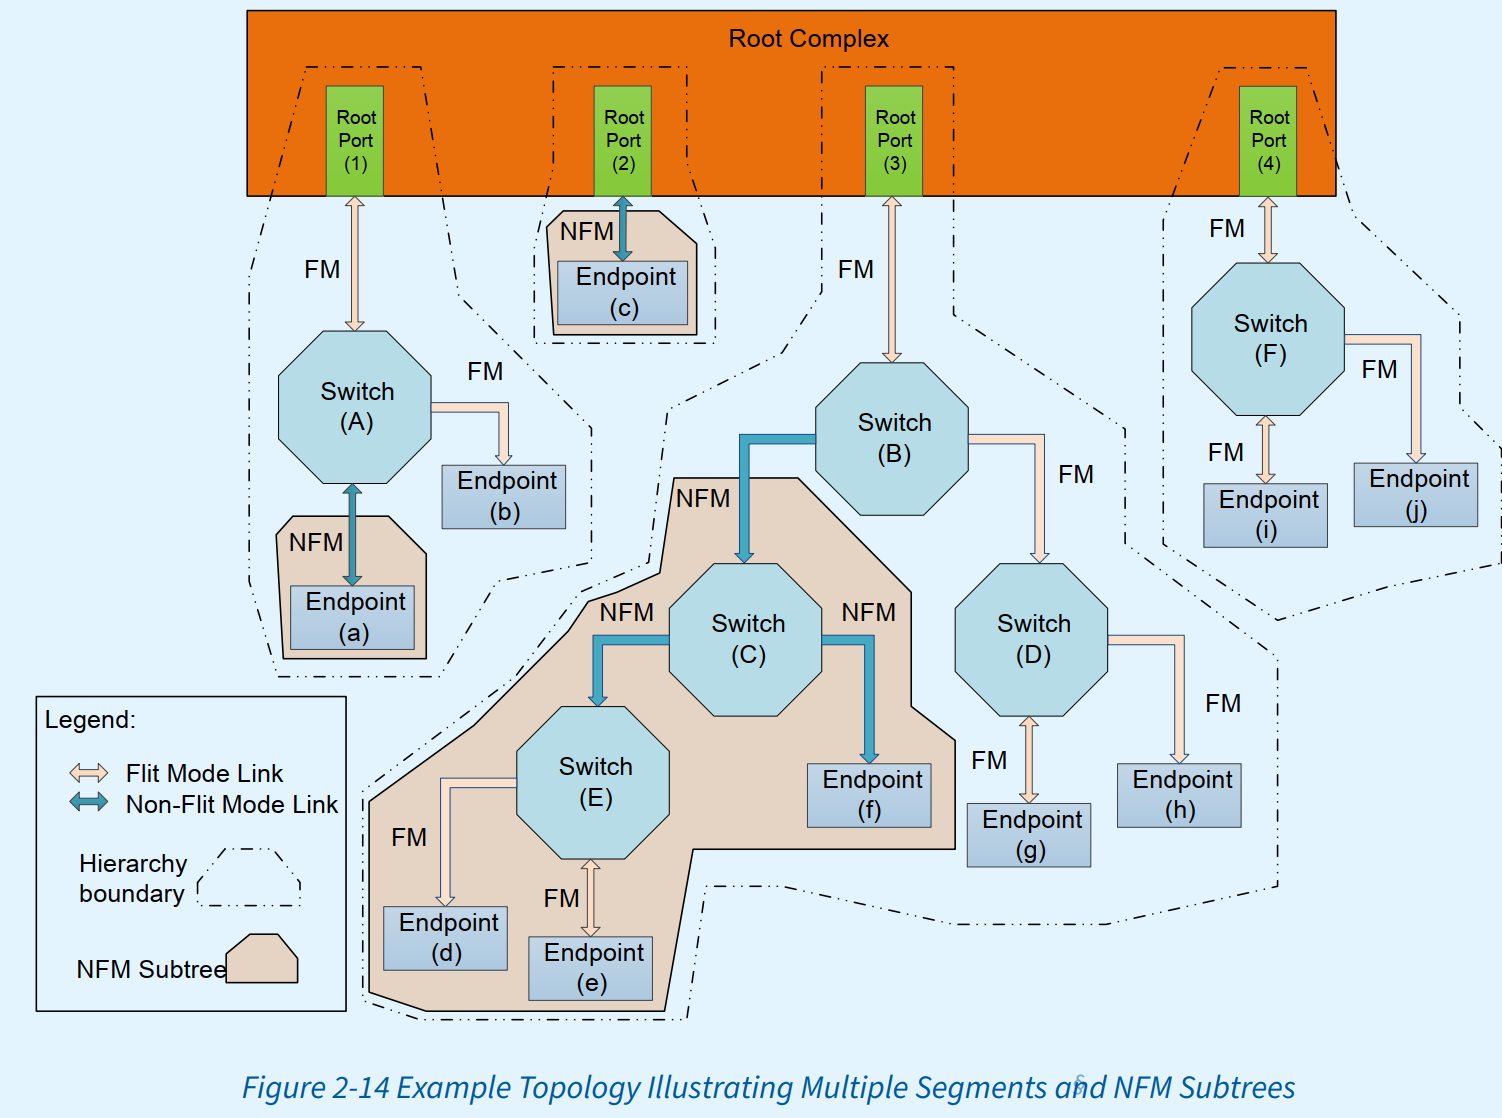 Root Complex
Root
Port
(1)
Root
Port
(2)
Root
Port
(3)
Root
Port
(4)
FM
NFM
Endpoint
(c)
FM
FM
Switch
(A)
FM
Endpoint
(b)
NFM
Endpoint
(a)
Switch
(B)
NFM
FM
Switch
(F)
FM
FM
Endpoint
(i)
Endpoint
(j)
NFM
Switch
(C)
NFM
Switch
(D)
FM
FM
Endpoint
(g)
Endpoint
(h)
Switch
(E)
Endpoint
(f)
FM
FM
Endpoint
(d)
Endpoint
(e)
Legend:
Flit Mode Link
Non-Flit Mode Link
Hierarchy
boundary
NFM Subtree
Figure 2-14 Example Topology Illustrating Multiple Segments and NFM Subtrees
§